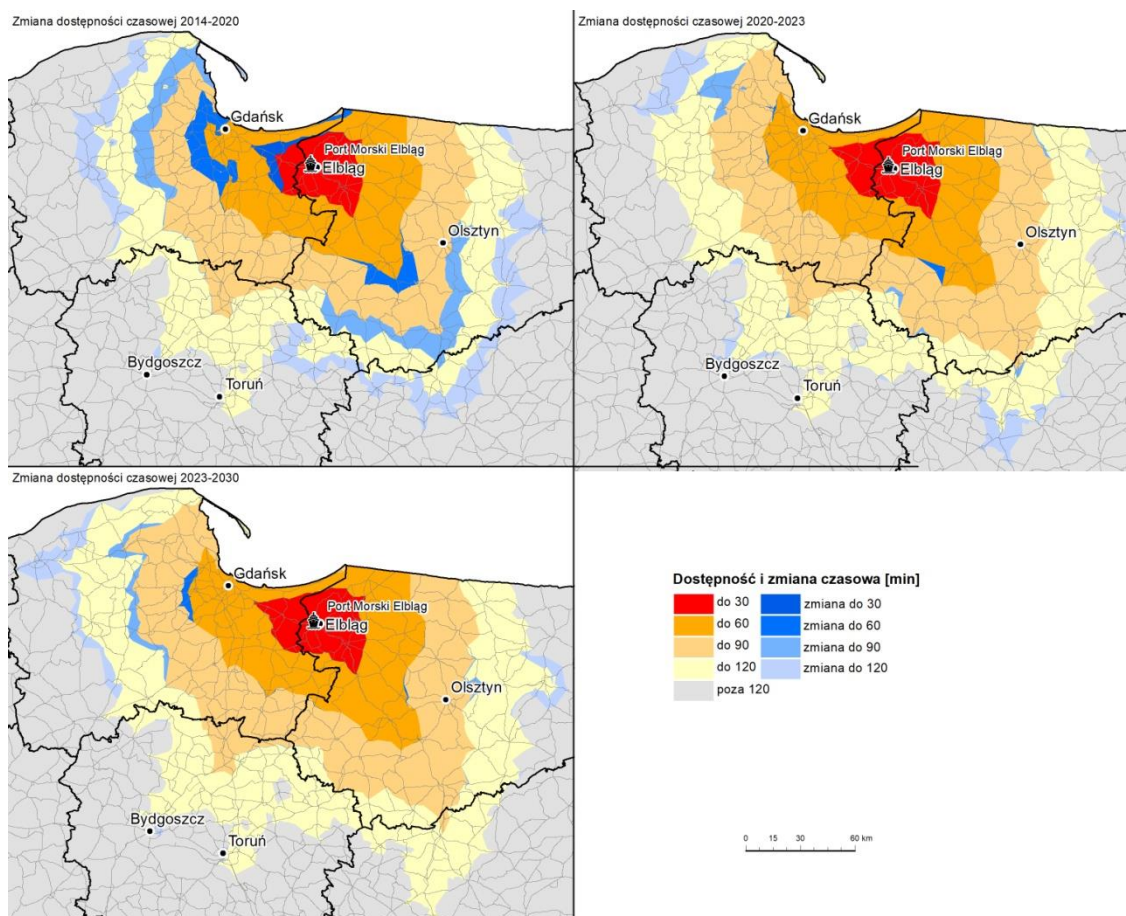 Zmiana dostępności czasowej 2014-2020
Gdańsk
Port Morski Elbląg
Elbląg
Olsztyn
Bydgoszcz
Toruń
Zmiana dostępności czasowej 2020-2023
Gdańsk
Port Morski Elbląg
Elbląg
Olsztyn
Bydgoszcz
Toruń
Zmiana dostępności czasowej 2023-2030
Gdańsk
Port Morski Elbląg
Elbląg
Olsztyn
Bydgoszcz
Toruń
Dostępność i zmiana czasowa [min]
do 30 zmiana do 30
do 60 zmiana do 60
do 90 zmiana do 90
do 120 zmiana do 120
poza 120
0 15 30 60 km